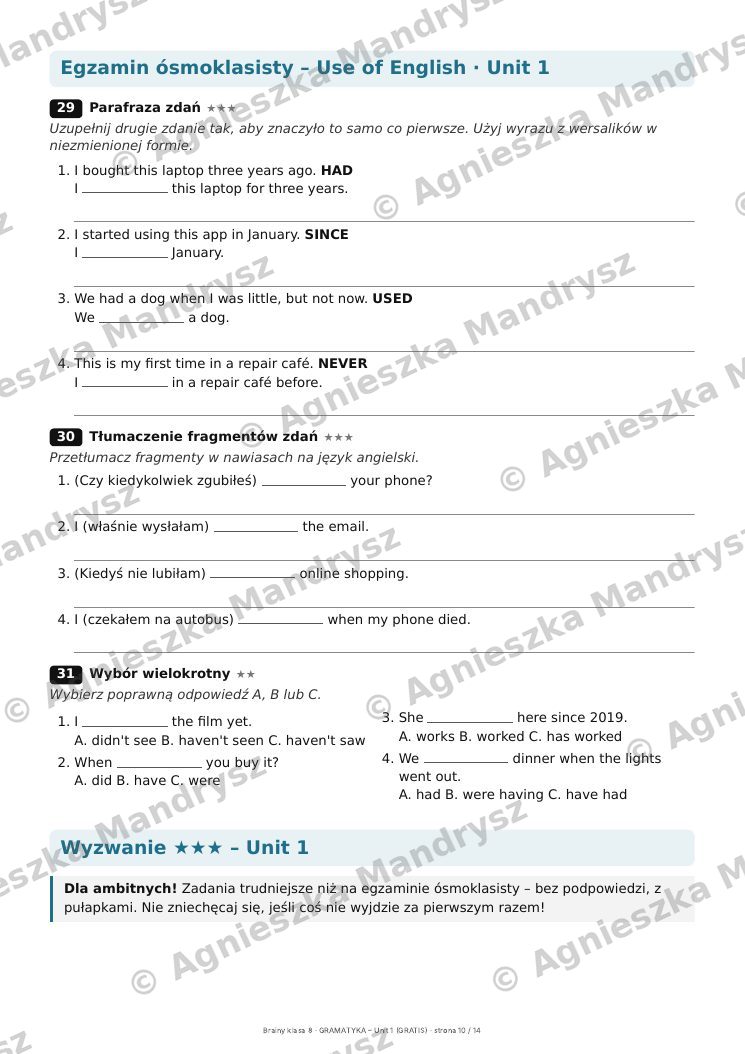 Egzamin ósmoklasisty – Use of English · Unit 1
29 Parafraza zdań ★★★
Uzupełnij drugie zdanie tak, aby znaczyło to samo co pierwsze. Użyj wyrazu z wersalików w
niezmienionej formie.
1. I bought this laptop three years ago. HAD
I ____________ this laptop for three years.
2. I started using this app in January. SINCE
I ____________ January.
3. We had a dog when I was little, but not now. USED
We ____________ a dog.
4. This is my first time in a repair café. NEVER
I ____________ in a repair café before.
30 Tłumaczenie fragmentów zdań ★★★
Przetłumacz fragmenty w nawiasach na język angielski.
1. (Czy kiedykolwiek zgubiłeś) ____________ your phone?
2. I (właśnie wysłałam) ____________ the email.
3. (Kiedyś nie lubiłam) ____________ online shopping.
4. I (czekałem na autobus) ____________ when my phone died.
31 Wybór wielokrotny ★★
Wybierz poprawną odpowiedź A, B lub C.
1. I ____________ the film yet.
A. didn't see B. haven't seen C. haven't saw
2. When ____________ you buy it?
A. did B. have C. were
3. She ____________ here since 2019.
A. works B. worked C. has worked
4. We ____________ dinner when the lights
went out.
A. had B. were having C. have had
Wyzwanie ★★★ – Unit 1
Dla ambitnych! Zadania trudniejsze niż na egzaminie ósmoklasisty – bez podpowiedzi, z
pułapkami. Nie zniechęcaj się, jeśli coś nie wyjdzie za pierwszym razem!
Brainy klasa 8 · GRAMATYKA – Unit 1 (GRATIS) · strona 10 / 14
© Agnieszka Mandrysz